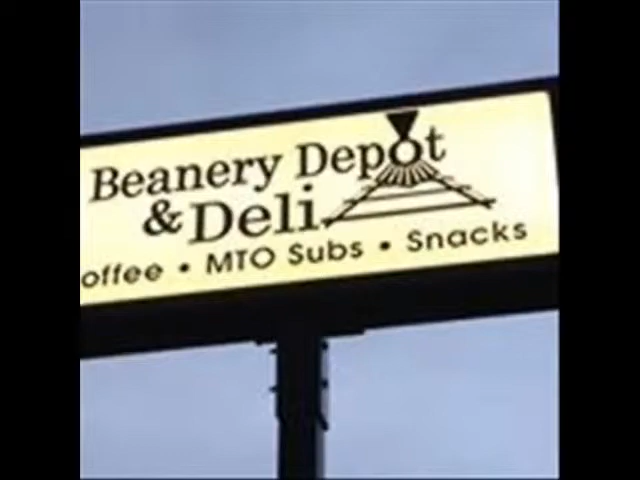 Beanery Depot
& Deli
offee • MTO Subs • Snacks